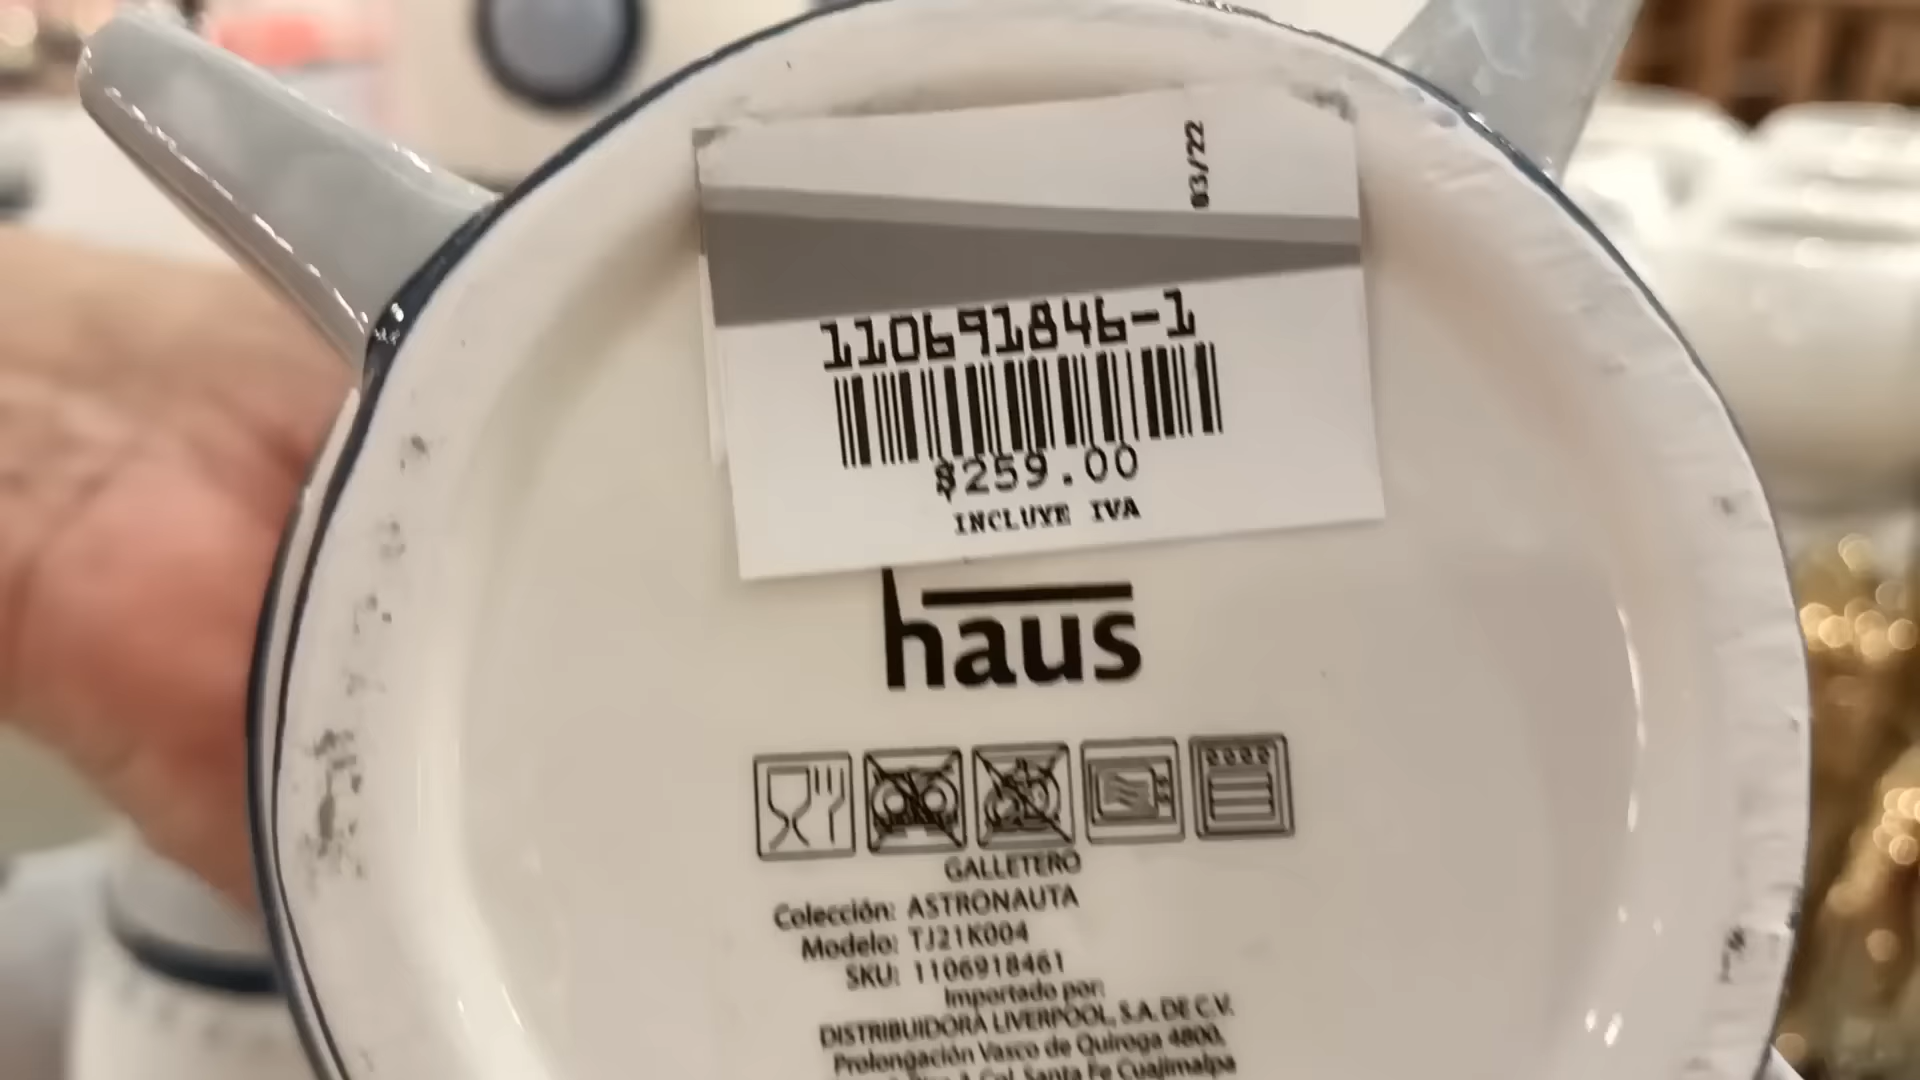 03/22
110691846-1
$259.00
INCLUYE IVA
haus
GALLETERO
Colección: ASTRONAUTA
Modelo: TJ21K004
SKU: 1106918461
Importado por:
DISTRIBUIDORA LIVERPOOL, S.A. DE C.V.
Prolongación Vasco de Quiroga 4800,
Col. Santa Fe Cuajimalpa